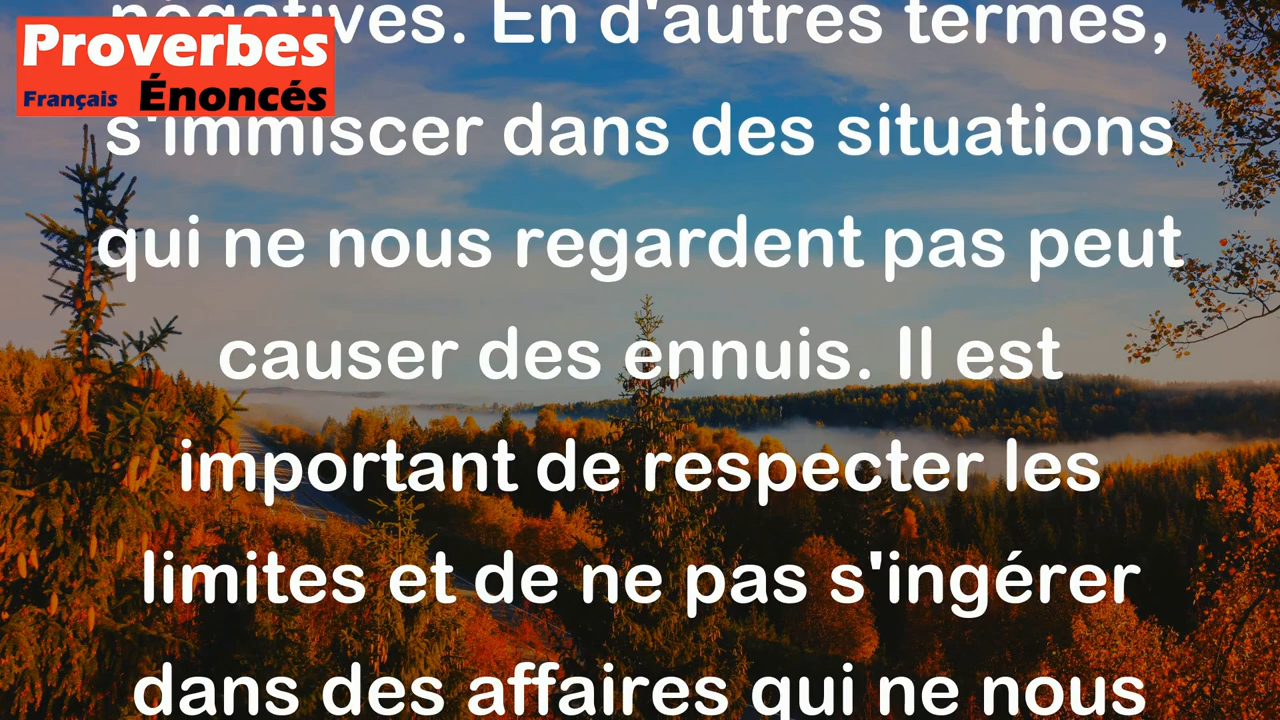 Proverbes
Français Énoncés
négatives. En d'autres termes,
s'immiscer dans des situations
qui ne nous regardent pas peut
causer des ennuis. Il est
important de respecter les
limites et de ne pas s'ingérer
dans des affaires qui ne nous